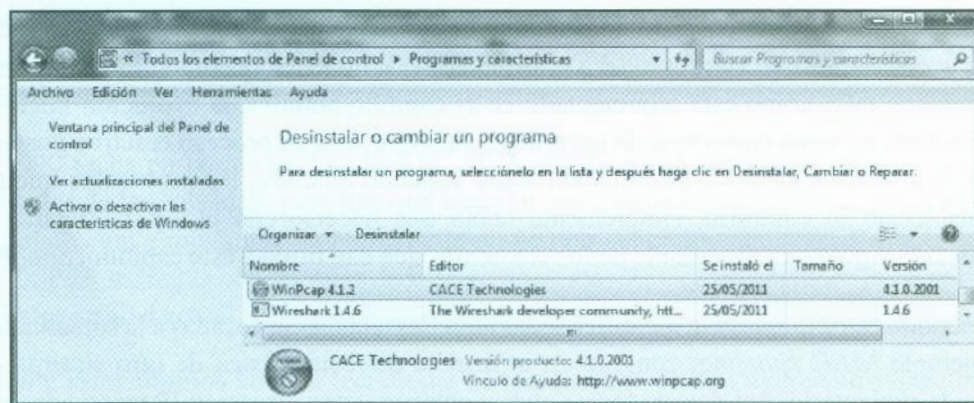 « Todos los elementos de Panel de control ▸ Programas y características
Buscar Programas y características
Archivo Edición Ver Herramientas Ayuda
Ventana principal del Panel de
control
Ver actualizaciones instaladas
Activar o desactivar las
características de Windows
Desinstalar o cambiar un programa
Para desinstalar un programa, selecciónelo en la lista y después haga clic en Desinstalar, Cambiar o Reparar.
Organizar Desinstalar
Nombre Editor Se instaló el Tamaño Versión
WinPcap 4.1.2 CACE Technologies 25/05/2011 4.1.0.2001
Wireshark 1.4.6 The Wireshark developer community, htt... 25/05/2011 1.4.6
CACE Technologies Versión producto: 4.1.0.2001
Vínculo de Ayuda: http://www.winpcap.org